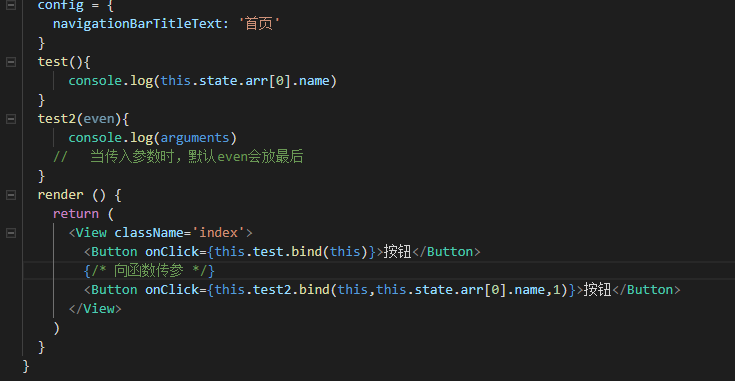 config = {
navigationBarTitleText: '首页'
}
test(){
console.log(this.state.arr[0].name)
}
test2(even){
console.log(arguments)
// 当传入参数时，默认even会放最后
}
render () {
return (
<View className='index'>
<Button onClick={this.test.bind(this)}>按钮</Button>
{/* 向函数传参 */}
<Button onClick={this.test2.bind(this,this.state.arr[0].name,1)}>按钮</Button>
</View>
)
}
}